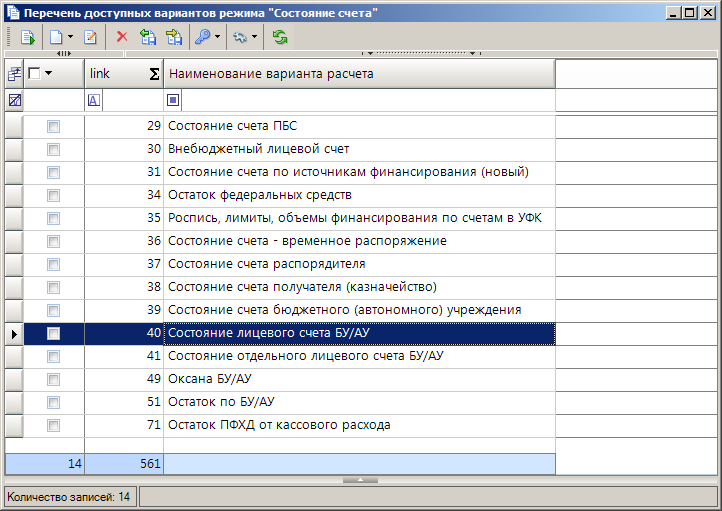 Перечень доступных вариантов режима "Состояние счета"
link Σ Наименование варианта расчета
A
29 Состояние счета ПБС
30 Внебюджетный лицевой счет
31 Состояние счета по источникам финансирования (новый)
34 Остаток федеральных средств
35 Роспись, лимиты, объемы финансирования по счетам в УФК
36 Состояние счета - временное распоряжение
37 Состояние счета распорядителя
38 Состояние счета получателя (казначейство)
39 Состояние счета бюджетного (автономного) учреждения
40 Состояние лицевого счета БУ/АУ
41 Состояние отдельного лицевого счета БУ/АУ
49 Оксана БУ/АУ
51 Остаток по БУ/АУ
71 Остаток ПФХД от кассового расхода
14 561
Количество записей: 14